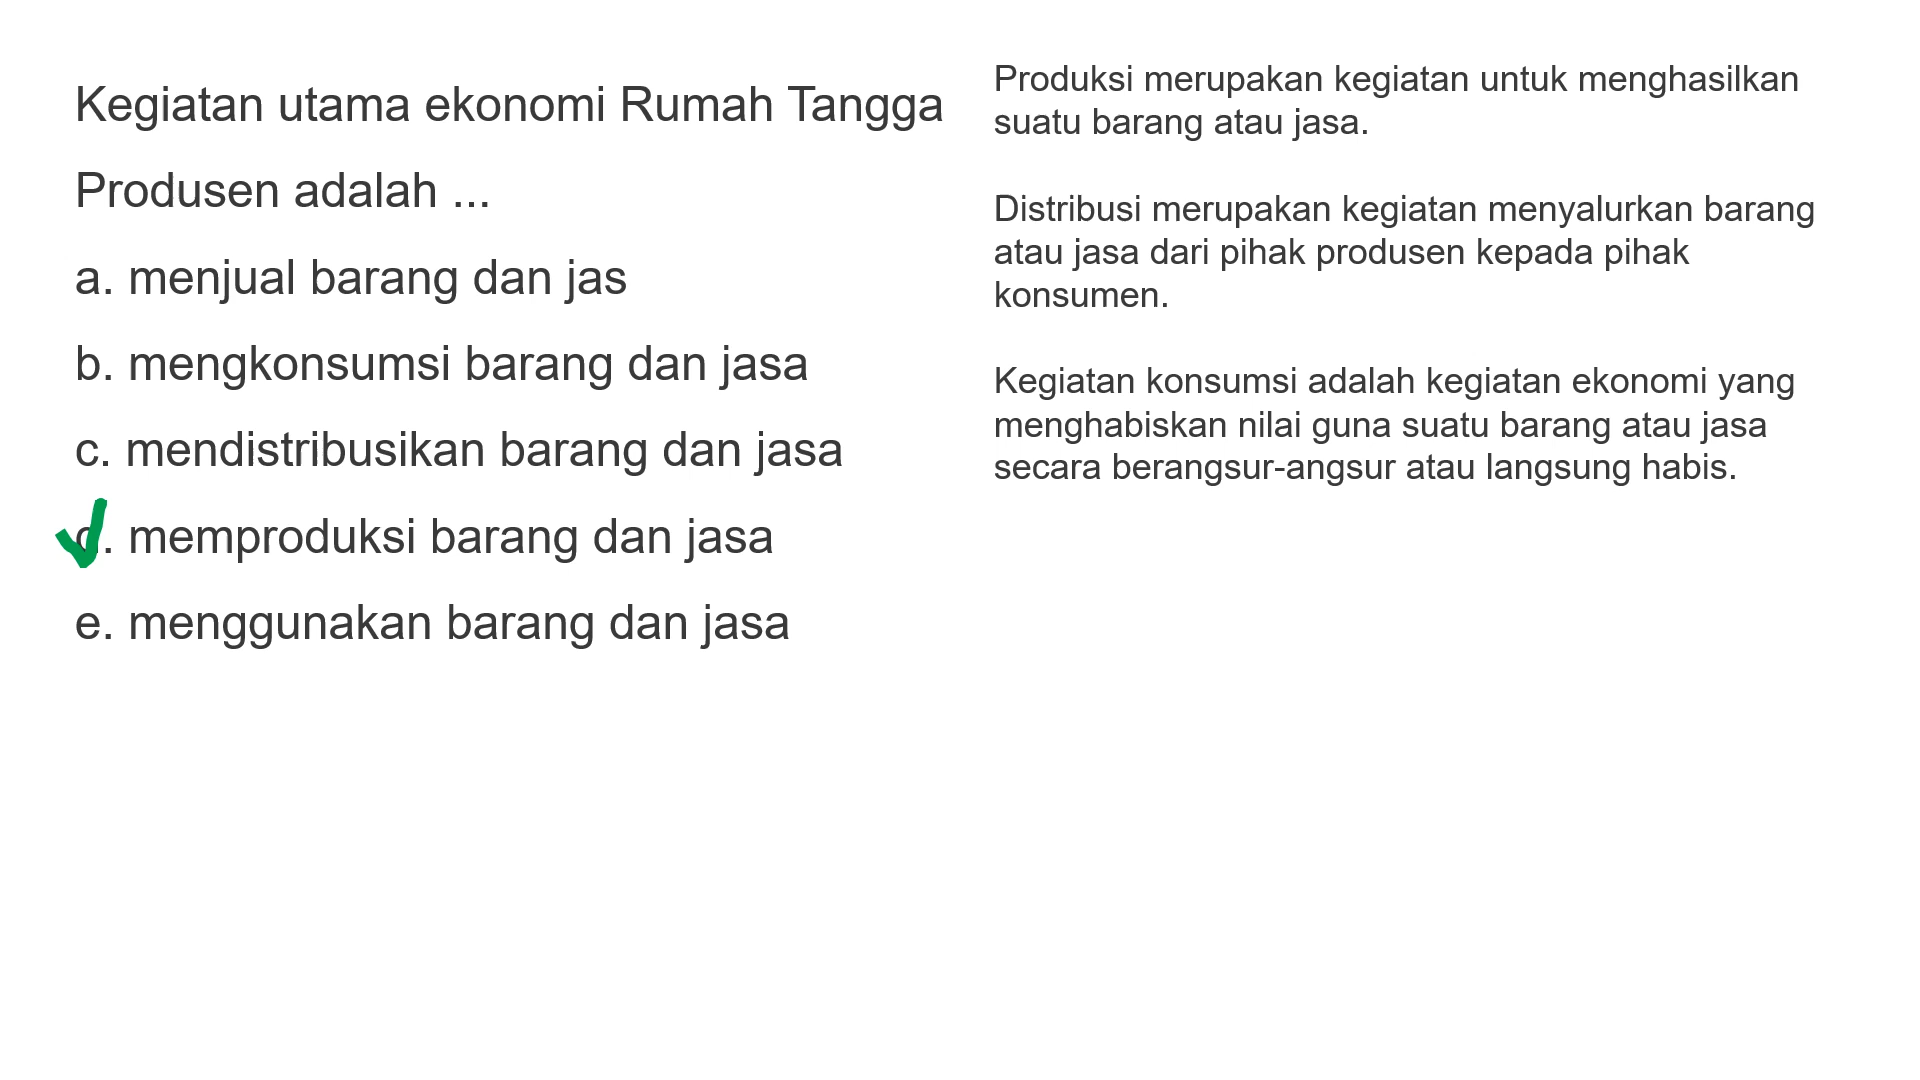 Kegiatan utama ekonomi Rumah Tangga
Produsen adalah ...
a. menjual barang dan jas
b. mengkonsumsi barang dan jasa
c. mendistribusikan barang dan jasa
d. memproduksi barang dan jasa
e. menggunakan barang dan jasa
Produksi merupakan kegiatan untuk menghasilkan
suatu barang atau jasa.
Distribusi merupakan kegiatan menyalurkan barang
atau jasa dari pihak produsen kepada pihak
konsumen.
Kegiatan konsumsi adalah kegiatan ekonomi yang
menghabiskan nilai guna suatu barang atau jasa
secara berangsur-angsur atau langsung habis.